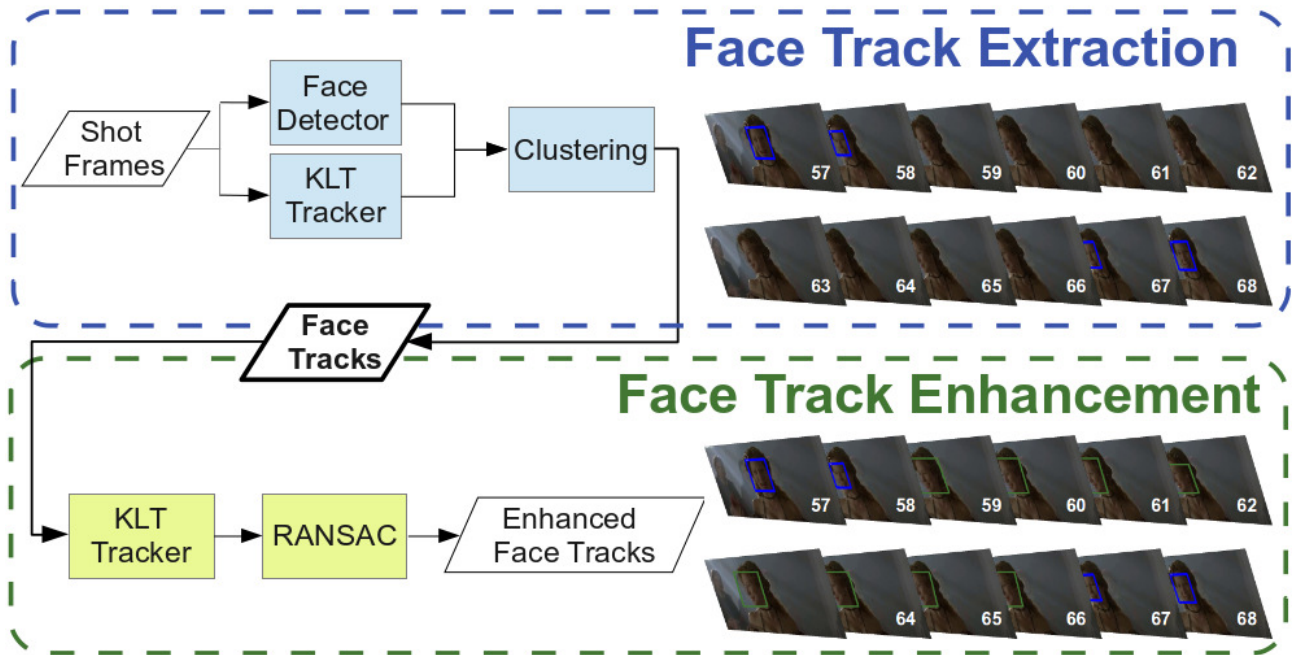 Face Track Extraction
Shot
Frames
Face
Detector
KLT
Tracker
Clustering
57
58
59
60
61
62
63
64
65
66
67
68
Face
Tracks
Face Track Enhancement
KLT
Tracker
RANSAC
Enhanced
Face Tracks
57
58
59
60
61
62
64
65
66
67
68